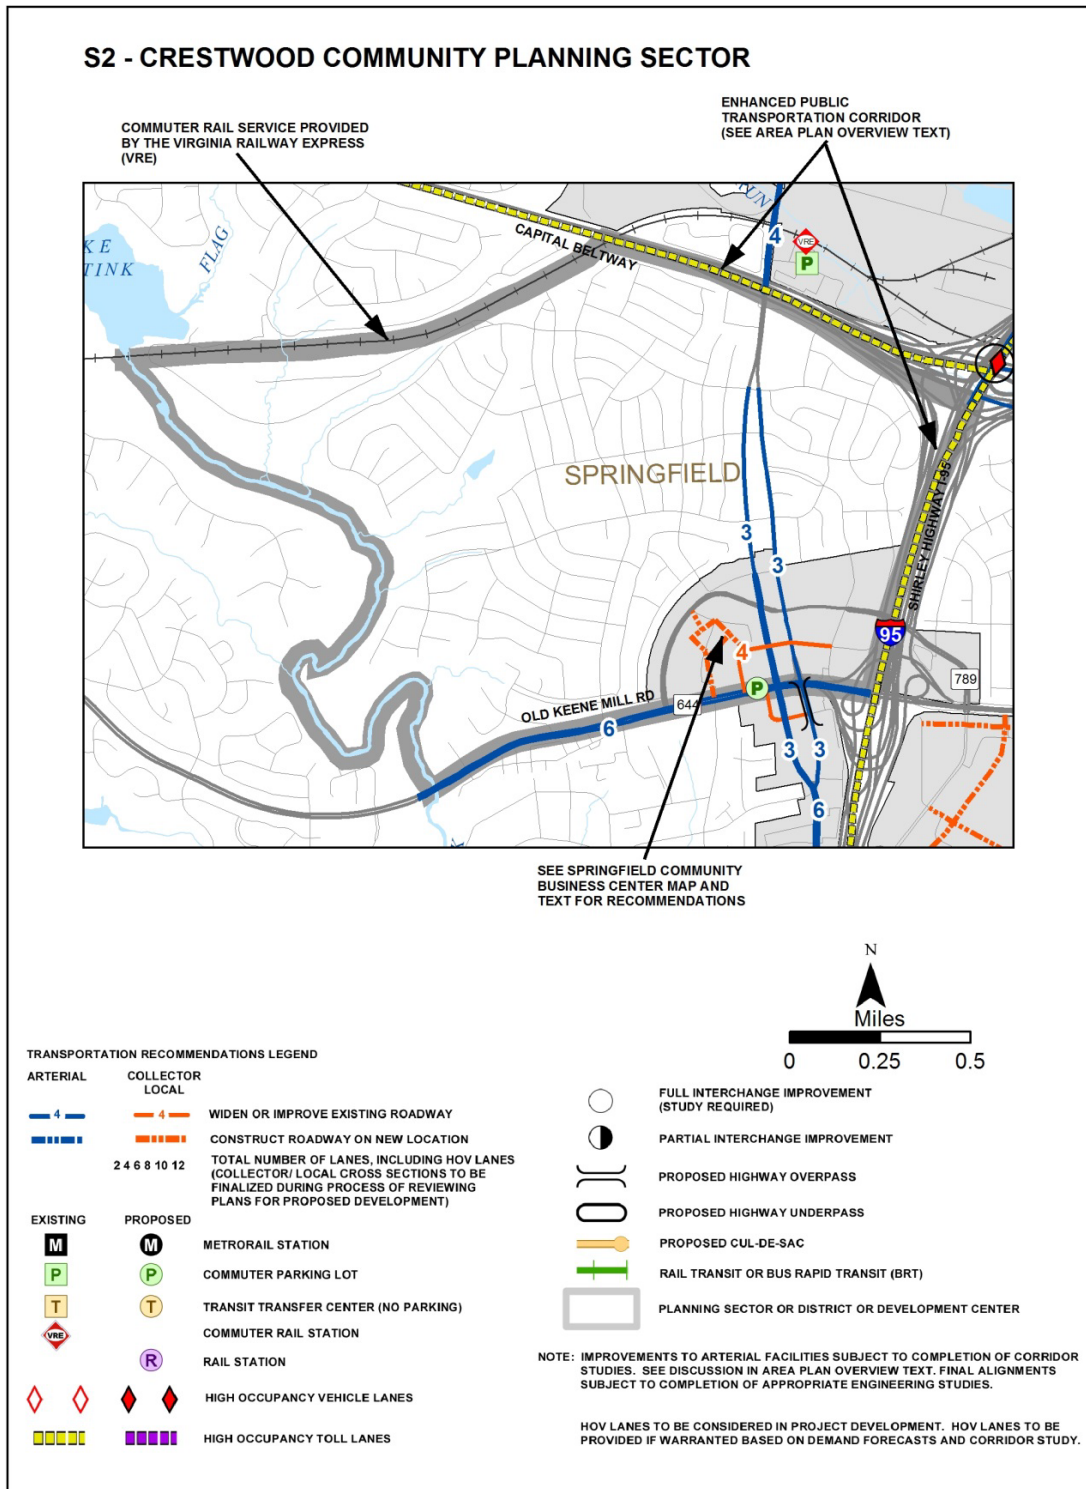 S2 - CRESTWOOD COMMUNITY PLANNING SECTOR
COMMUTER RAIL SERVICE PROVIDED
BY THE VIRGINIA RAILWAY EXPRESS
(VRE)
ENHANCED PUBLIC
TRANSPORTATION CORRIDOR
(SEE AREA PLAN OVERVIEW TEXT)
KE
TINK
FLAG
CAPITAL BELTWAY
RUN
4
VRE
P
SPRINGFIELD
3
3
SHIRLEY HIGHWAY I-95
95
4
P
789
644
OLD KEENE MILL RD
6
3
3
6
SEE SPRINGFIELD COMMUNITY
BUSINESS CENTER MAP AND
TEXT FOR RECOMMENDATIONS
N
Miles
0 0.25 0.5
TRANSPORTATION RECOMMENDATIONS LEGEND
ARTERIAL
COLLECTOR
LOCAL
4 4 WIDEN OR IMPROVE EXISTING ROADWAY
CONSTRUCT ROADWAY ON NEW LOCATION
2 4 6 8 10 12
TOTAL NUMBER OF LANES, INCLUDING HOV LANES
(COLLECTOR/ LOCAL CROSS SECTIONS TO BE
FINALIZED DURING PROCESS OF REVIEWING
PLANS FOR PROPOSED DEVELOPMENT)
EXISTING PROPOSED
M M METRORAIL STATION
P P COMMUTER PARKING LOT
T T TRANSIT TRANSFER CENTER (NO PARKING)
VRE COMMUTER RAIL STATION
R RAIL STATION
HIGH OCCUPANCY VEHICLE LANES
HIGH OCCUPANCY TOLL LANES
FULL INTERCHANGE IMPROVEMENT
(STUDY REQUIRED)
PARTIAL INTERCHANGE IMPROVEMENT
PROPOSED HIGHWAY OVERPASS
PROPOSED HIGHWAY UNDERPASS
PROPOSED CUL-DE-SAC
RAIL TRANSIT OR BUS RAPID TRANSIT (BRT)
PLANNING SECTOR OR DISTRICT OR DEVELOPMENT CENTER
NOTE: IMPROVEMENTS TO ARTERIAL FACILITIES SUBJECT TO COMPLETION OF CORRIDOR
STUDIES. SEE DISCUSSION IN AREA PLAN OVERVIEW TEXT. FINAL ALIGNMENTS
SUBJECT TO COMPLETION OF APPROPRIATE ENGINEERING STUDIES.
HOV LANES TO BE CONSIDERED IN PROJECT DEVELOPMENT. HOV LANES TO BE
PROVIDED IF WARRANTED BASED ON DEMAND FORECASTS AND CORRIDOR STUDY.